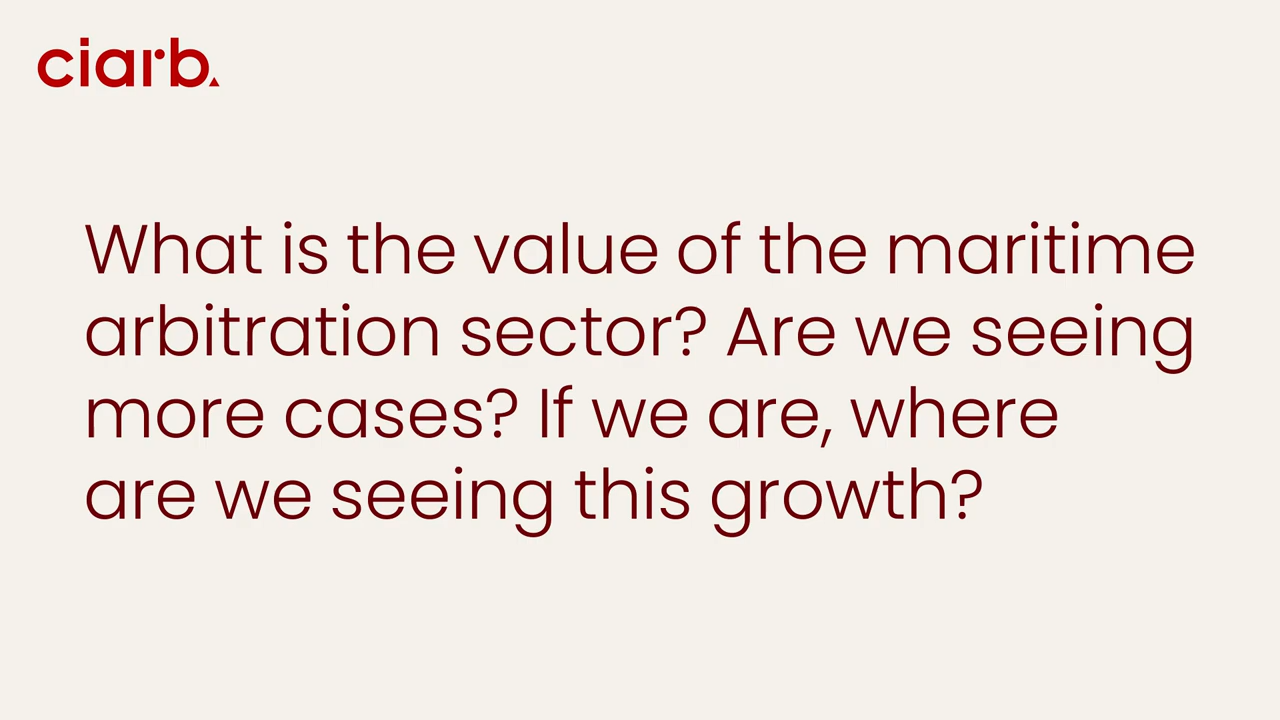 ciarb.
What is the value of the maritime
arbitration sector? Are we seeing
more cases? If we are, where
are we seeing this growth?